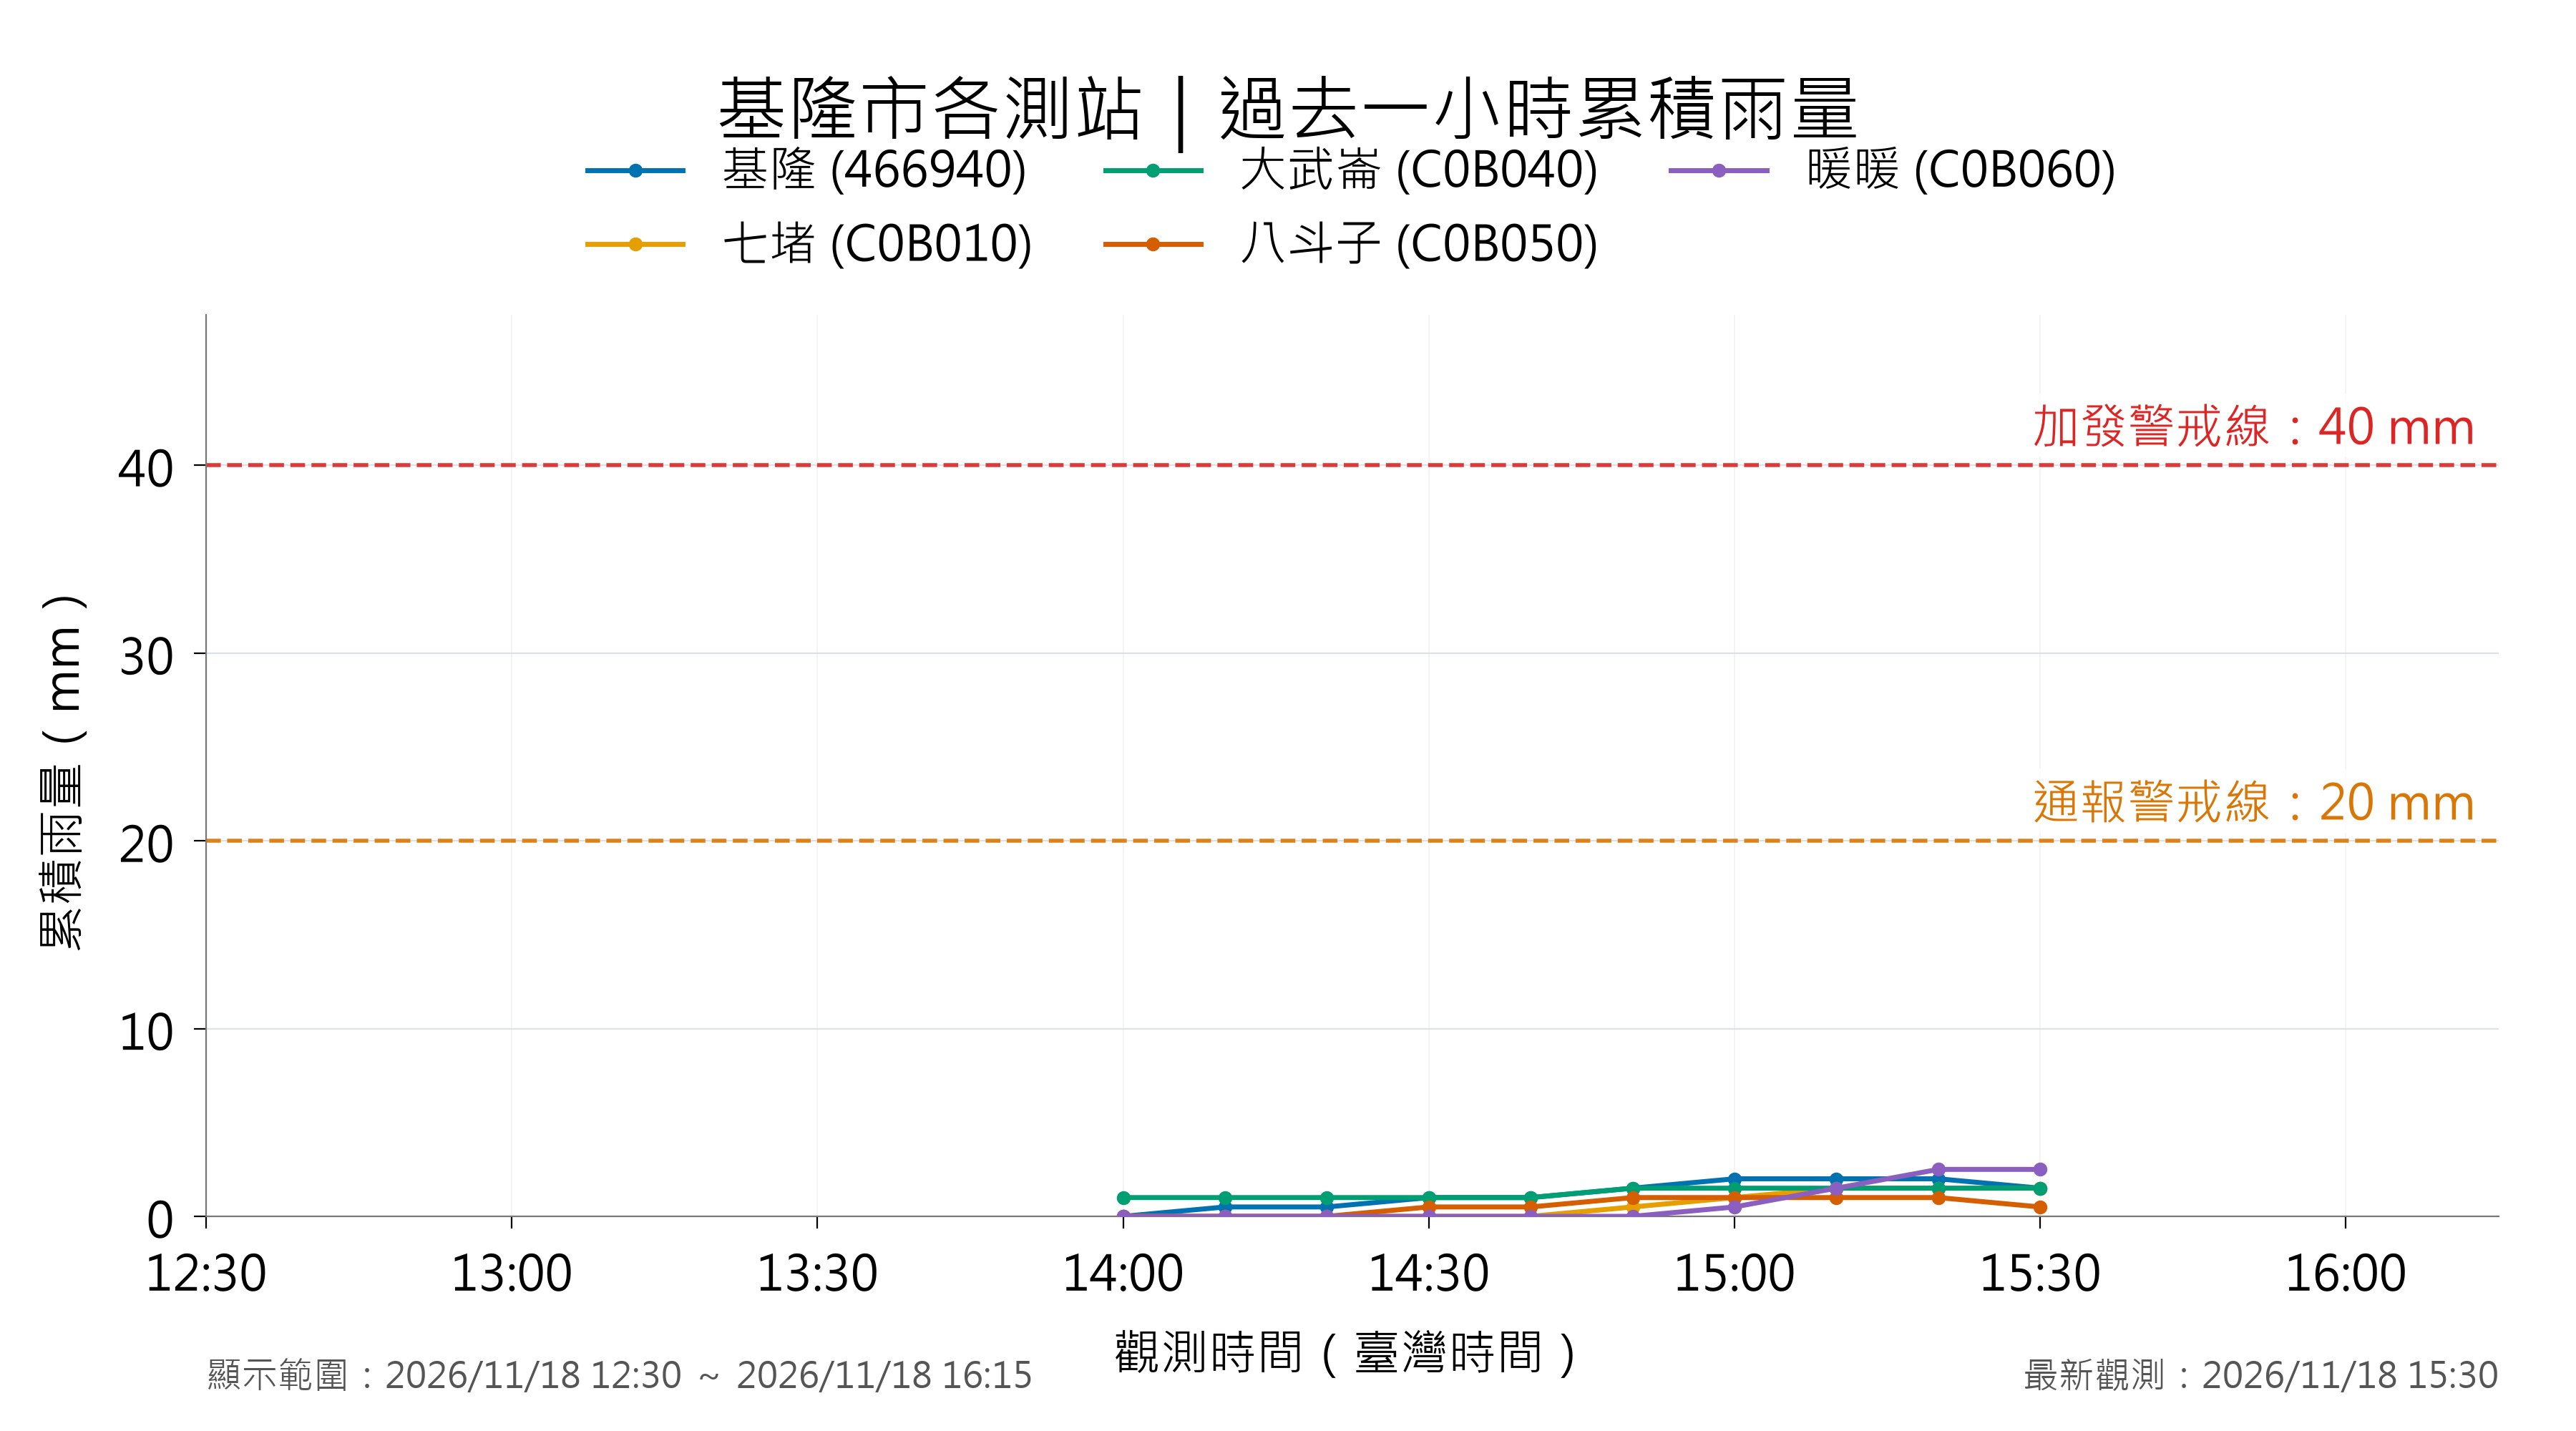 基隆市各測站 | 過去一小時累積雨量
基隆 (466940)
大武崙 (C0B040)
暖暖 (C0B060)
七堵 (C0B010)
八斗子 (C0B050)
加發警戒線：40 mm
通報警戒線：20 mm
累積雨量（mm）
40
30
20
10
0
12:30
13:00
13:30
14:00
14:30
15:00
15:30
16:00
觀測時間（臺灣時間）
顯示範圍：2026/11/18 12:30 ~ 2026/11/18 16:15
最新觀測：2026/11/18 15:30